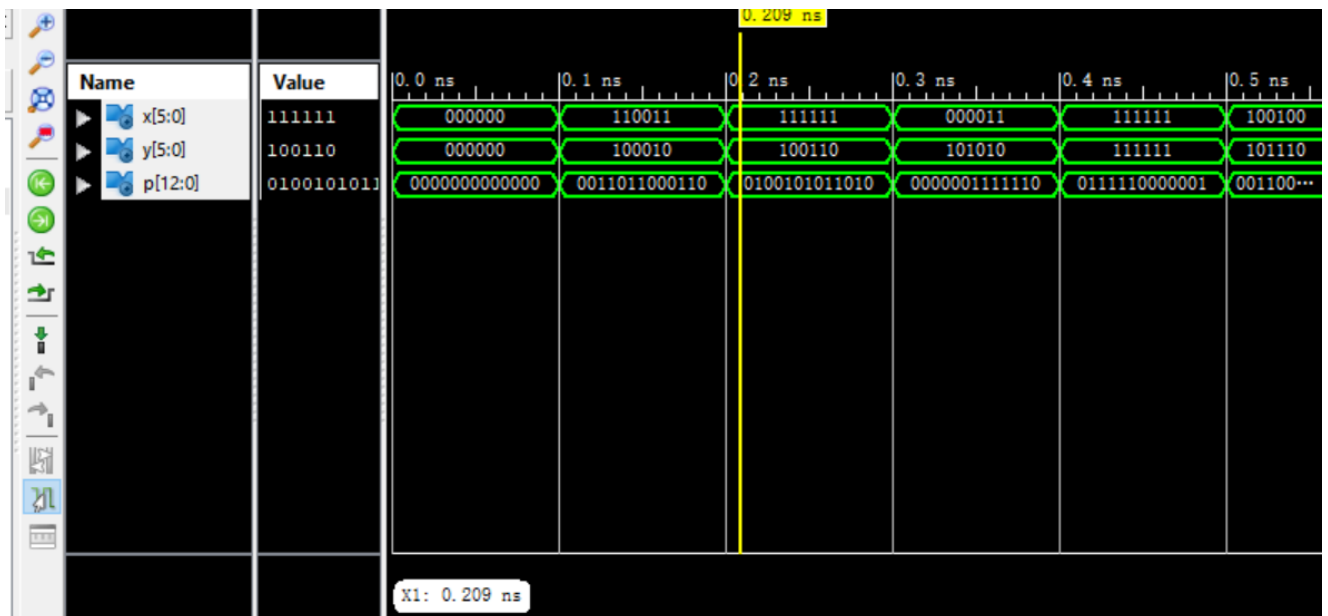 0.209 ns
Name Value 0.0 ns 0.1 ns 0.2 ns 0.3 ns 0.4 ns 0.5 ns
x[5:0] 111111 000000 110011 111111 000011 111111 100100
y[5:0] 100110 000000 100010 100110 101010 111111 101110
p[12:0] 0100101011 0000000000000 0011011000110 0100101011010 0000001111110 0111110000001 001100···
X1: 0.209 ns